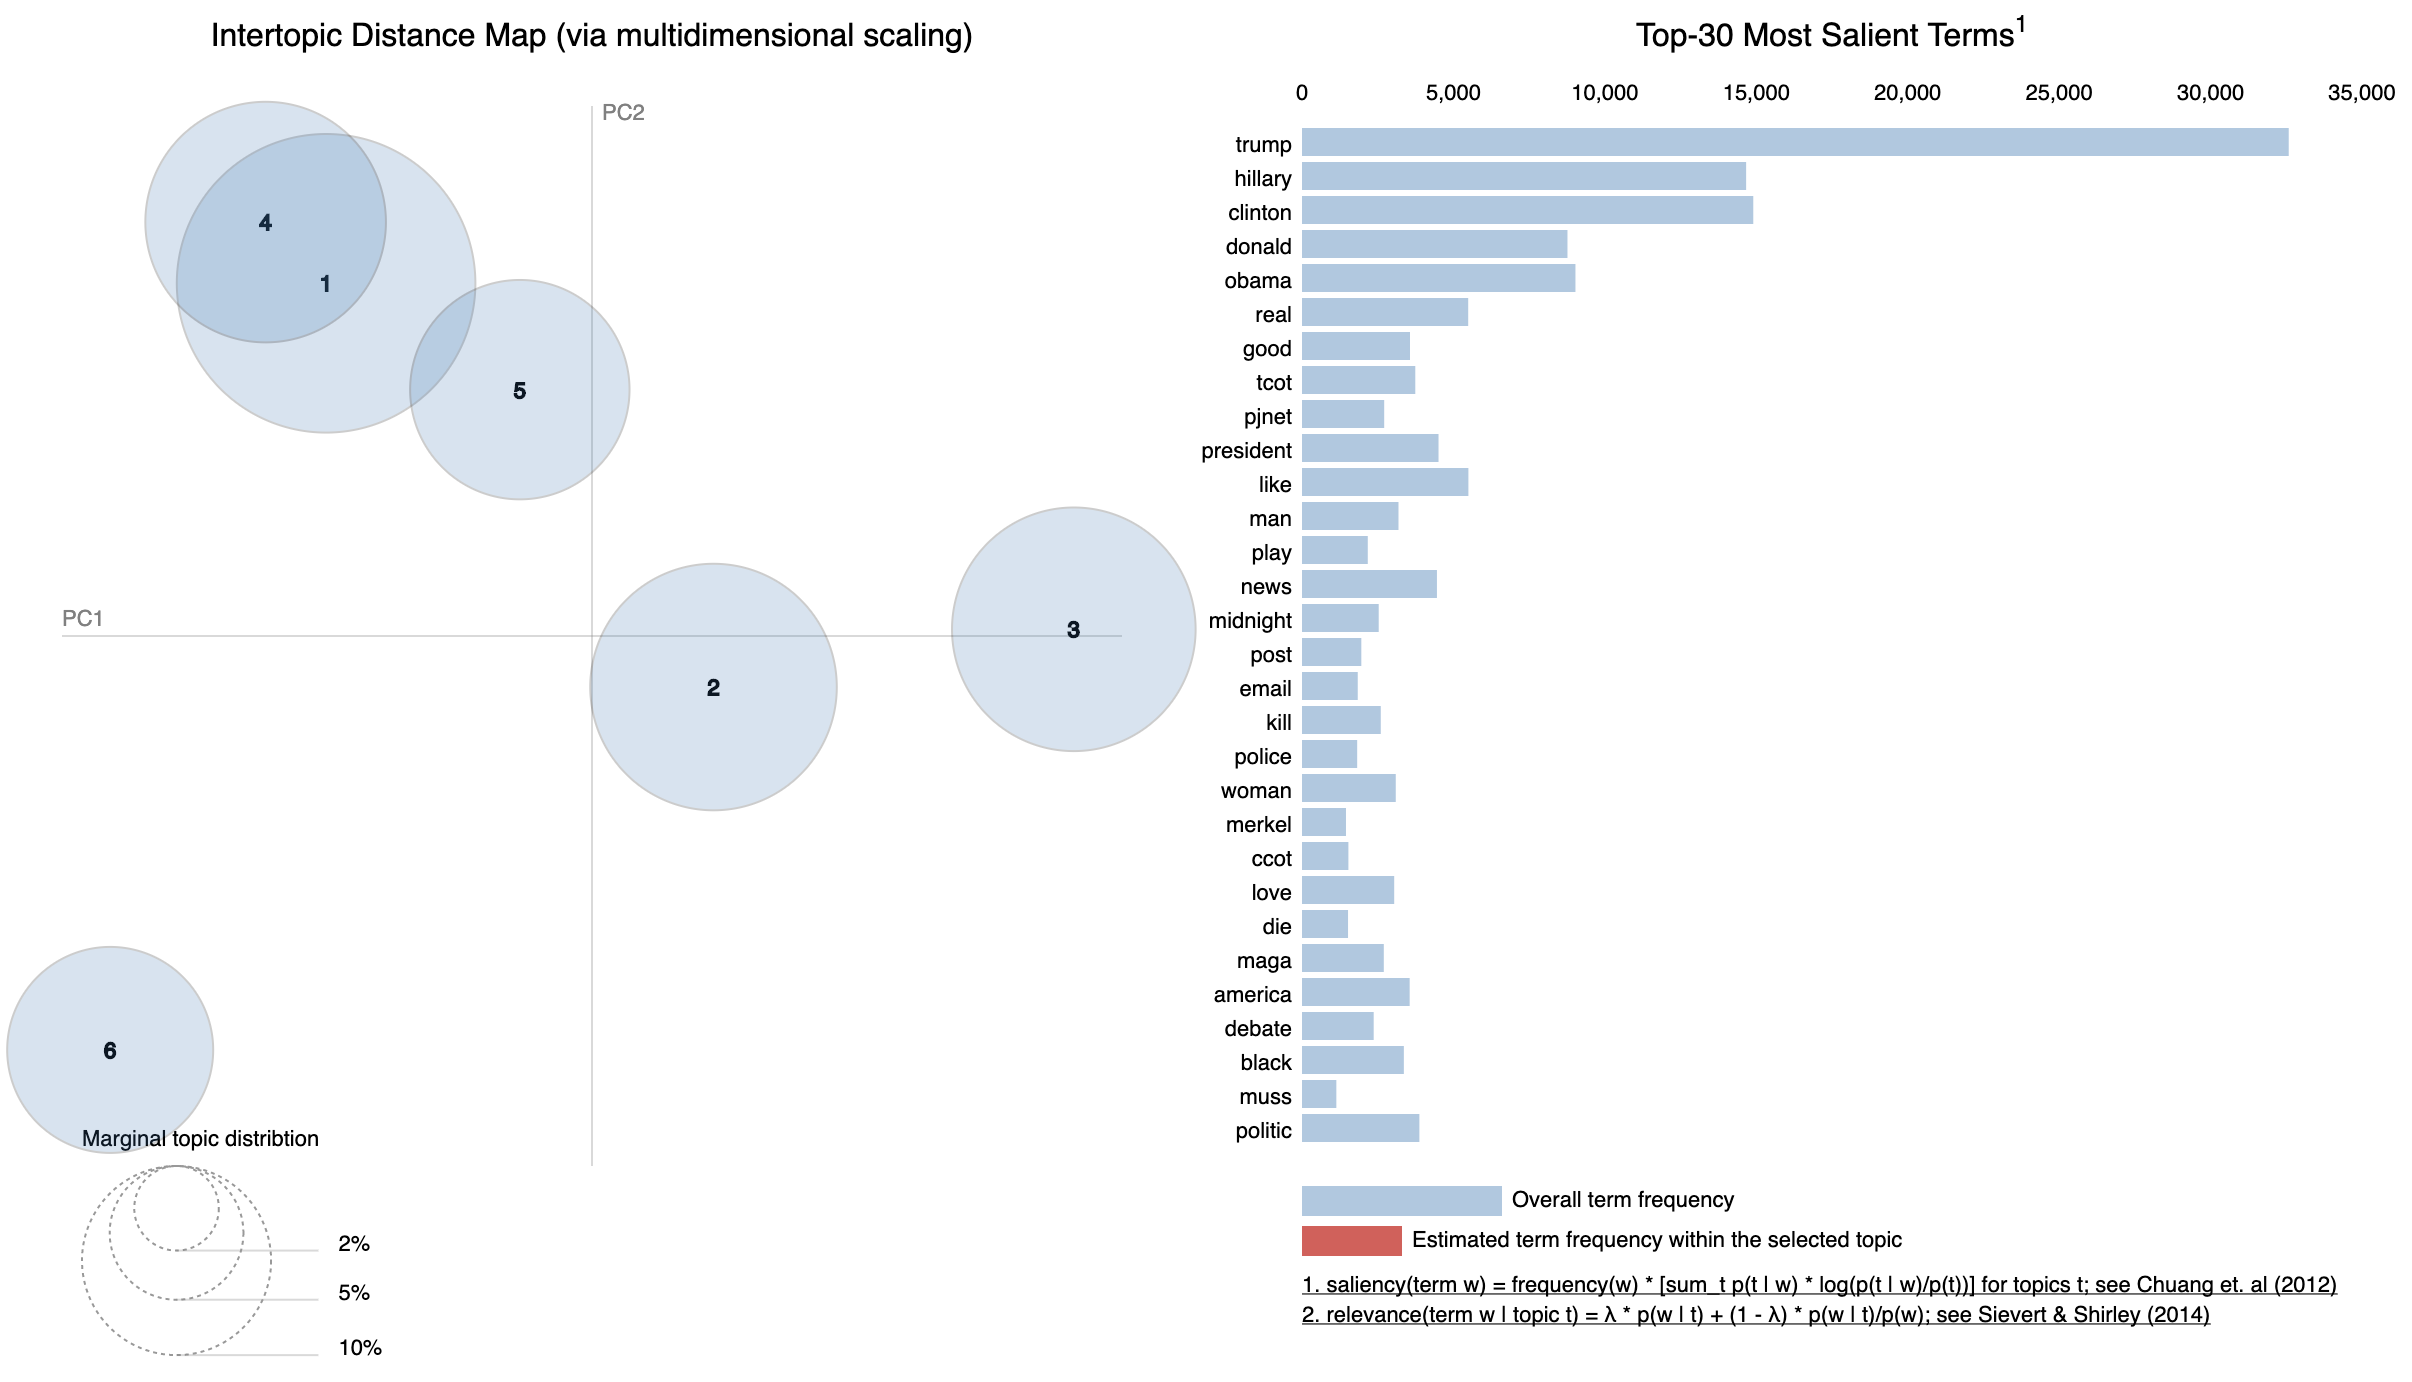 Intertopic Distance Map (via multidimensional scaling)
PC2
PC1
4
1
5
3
2
6
Marginal topic distribtion
2%
5%
10%
Top-30 Most Salient Terms1
0 5,000 10,000 15,000 20,000 25,000 30,000 35,000
trump
hillary
clinton
donald
obama
real
good
tcot
pjnet
president
like
man
play
news
midnight
post
email
kill
police
woman
merkel
ccot
love
die
maga
america
debate
black
muss
politic
Overall term frequency
Estimated term frequency within the selected topic
1. saliency(term w) = frequency(w) * [sum_t p(t | w) * log(p(t | w)/p(t))] for topics t; see Chuang et. al (2012)
2. relevance(term w | topic t) = λ * p(w | t) + (1 - λ) * p(w | t)/p(w); see Sievert & Shirley (2014)